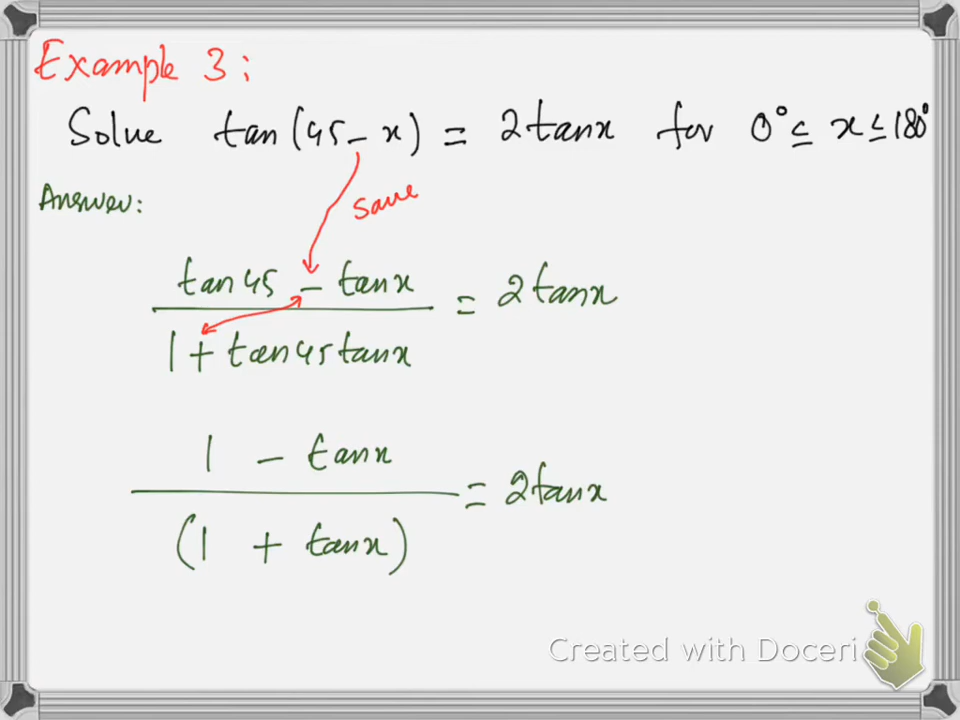 Example 3:
Solve tan(45 - x) = 2tanx for 0° ≤ x ≤ 180°
Answer:
same
tan45 - tanx
= 2tanx
1 + tan45tanx
1 - tanx
= 2tanx
(1 + tanx)
Created with Doceri